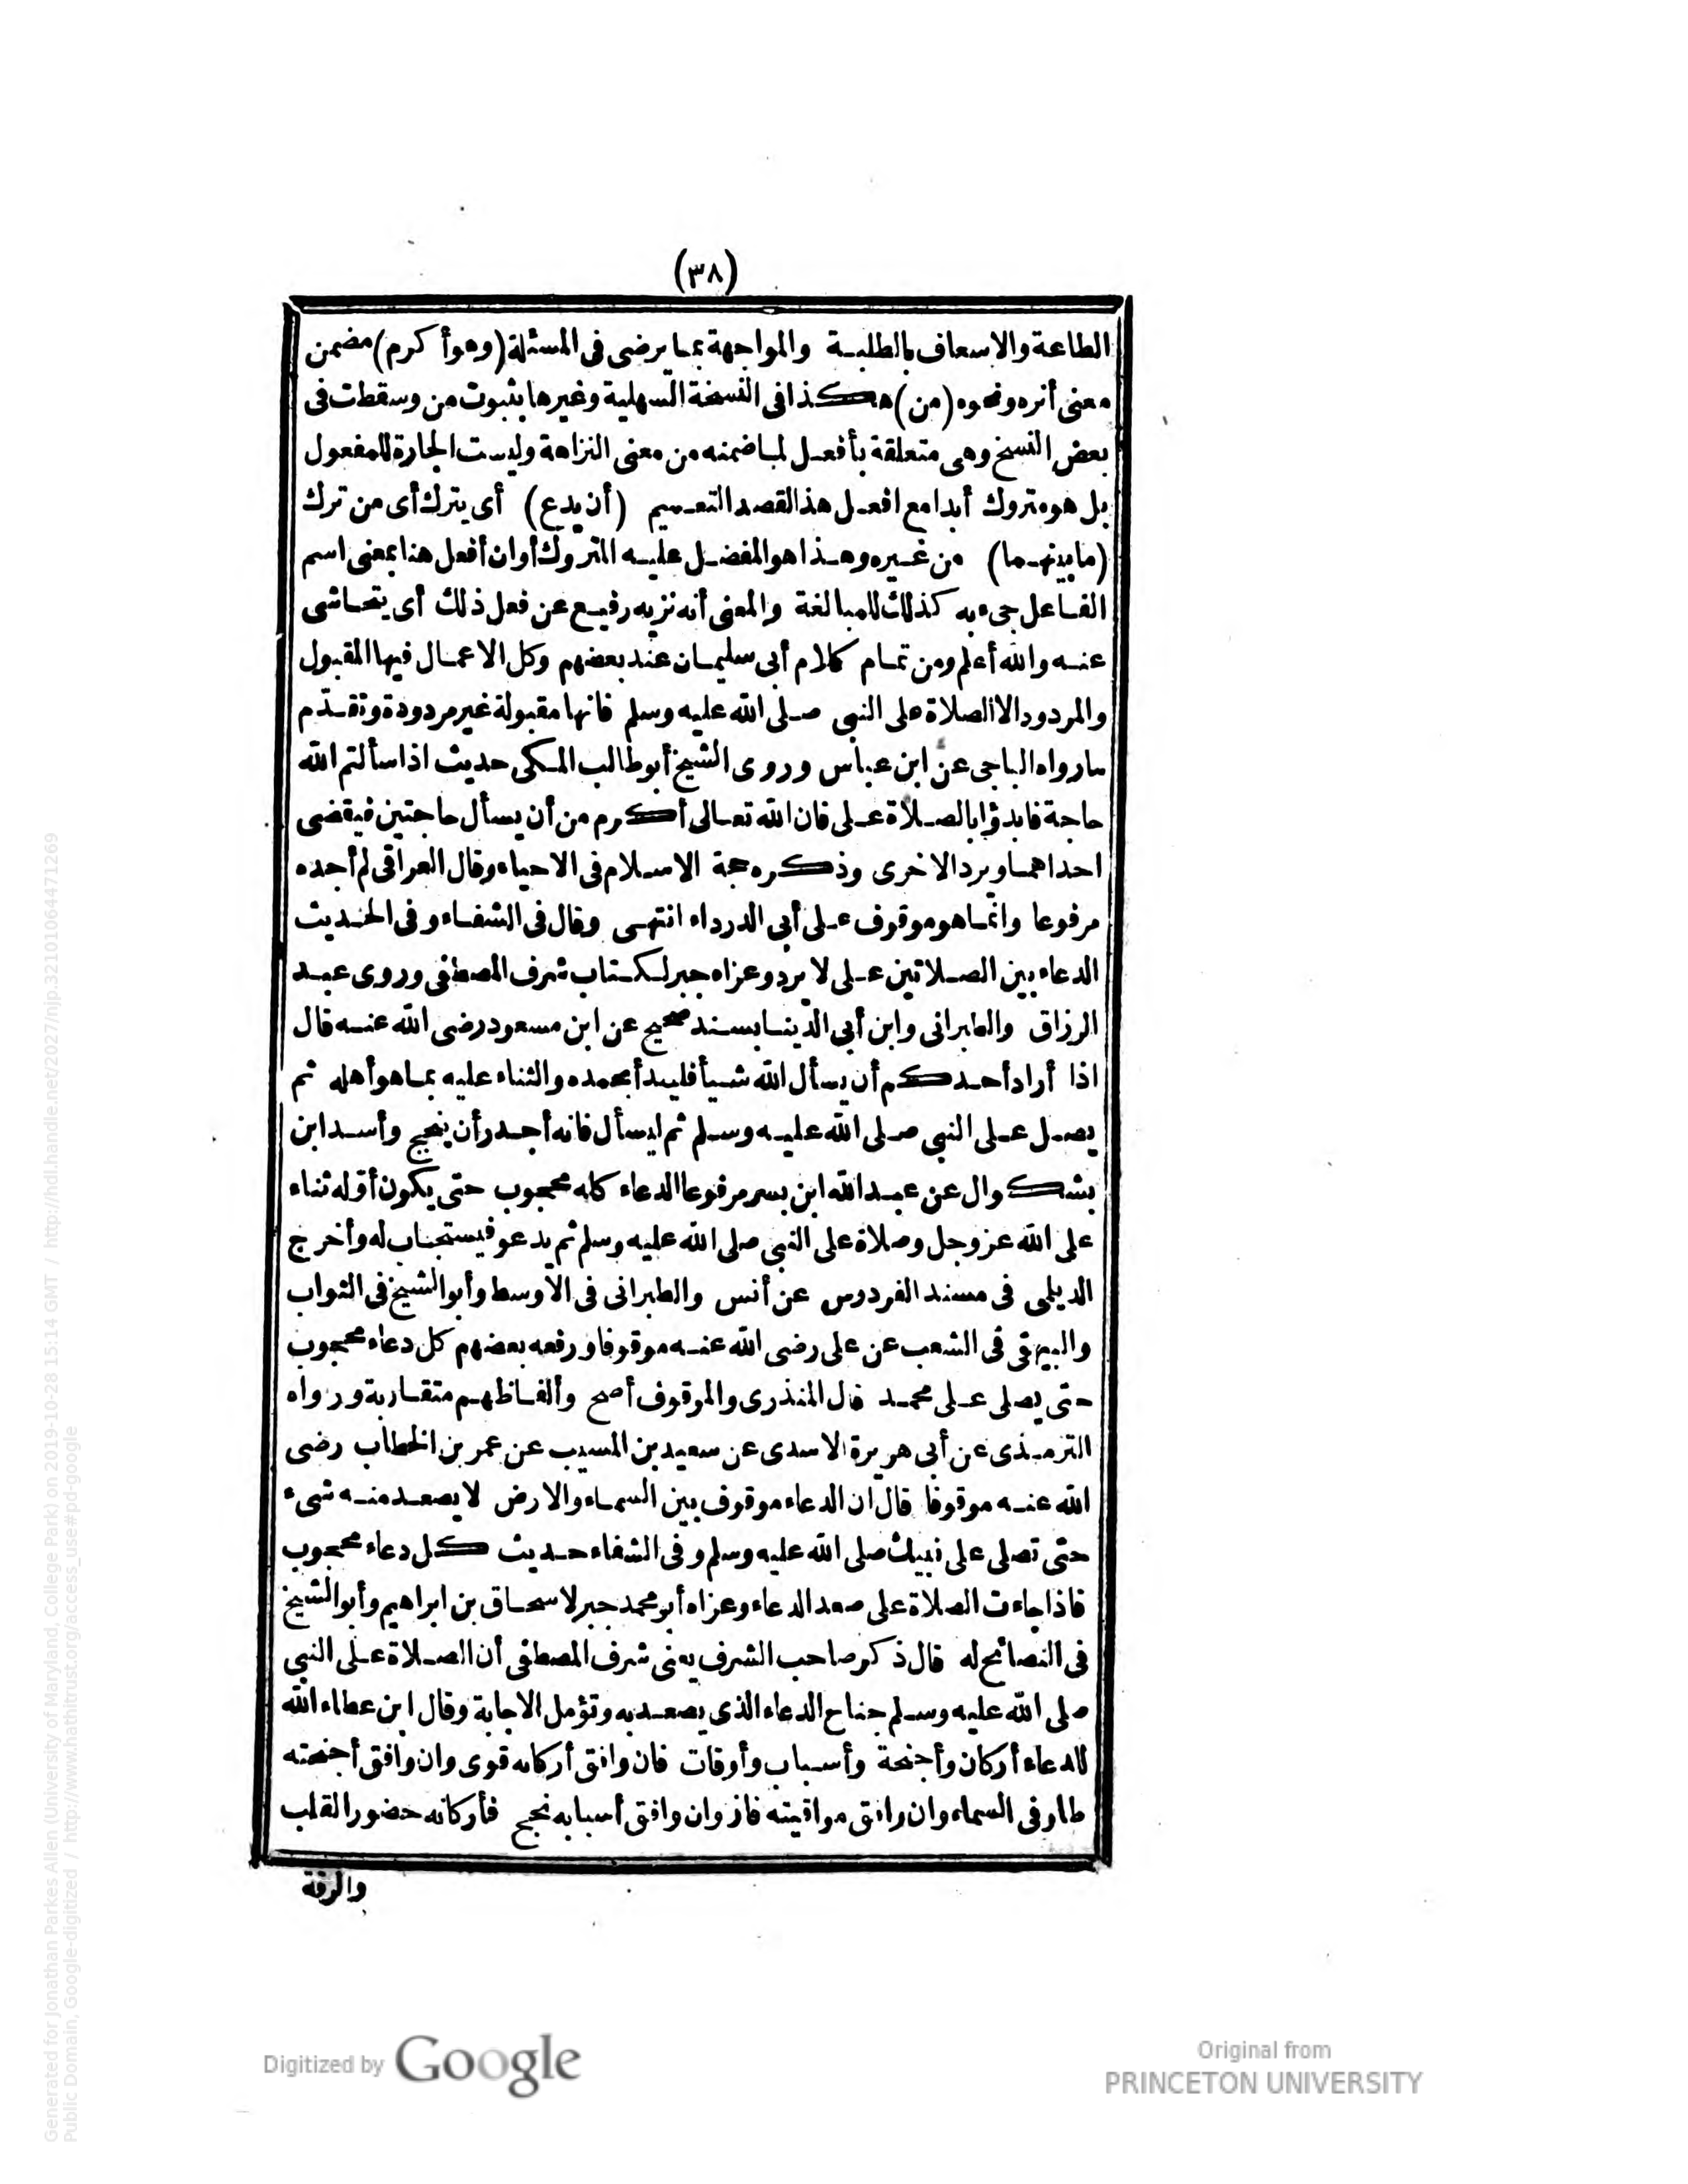 (٣٨)
الطاعة والاسعاف بالطلبة والمواجهة بما يرضى فى المسئلة (وهو أكرم) مضمن
معنى أنزه ونحوه (من) هكذا فى النسخة السهلية وغيرها بثبوت من وسقطت فى
بعض النسخ وهى متعلقة بأفعل لما ضمنه من معنى النزاهة وليست الجارة للمفعول
بل هو متروك أبدا مع افعل هذا القصد التعميم (أن يدع) أى يترك أى من ترك
(ما بينهما) من غيره وهذا هو المفضل عليه المتروك أو ان أفعل هنا بمعنى اسم
الفاعل جىء به كذلك للمبالغة والمعنى أنه نزيه رفيع عن فعل ذلك أى يتحاشى
عنه والله أعلم ومن تمام كلام أبى سليمان عند بعضهم وكل الاعمال فيها المقبول
والمردود الا الصلاة على النبى صلى الله عليه وسلم فانها مقبولة غير مردودة وتقدّم
مارواه الباجى عن ابن عباس وروى الشيخ أبو طالب المكى حديث اذا سألتم الله
حاجة فابدؤا بالصلاة على فان الله تعالى أكرم من أن يسأل حاجتين فيقضى
احداهما ويرد الاخرى وذكره حجة الاسلام فى الاحياء وقال العراقى لم أجده
مرفوعا وانما هو موقوف على أبى الدرداء انتهى وقال فى الشفاء وفى الحديث
الدعاء بين الصلاتين على لا يرد وعزاه جبر لكتاب شرف المصطفى وروى عبد
الرزاق والطبرانى وابن أبى الدنيا بسند صحيح عن ابن مسعود رضى الله عنه قال
اذا أراد أحدكم أن يسأل الله شيأ فليبدأ بحمده والثناء عليه بما هو أهله ثم
يصل على النبى صلى الله عليه وسلم ثم ليسأل فانه أجدر أن ينجح وأسد ابن
بشكوال عن عبد الله ابن بسر مرفوعا الدعاء كله محجوب حتى يكون أوّله ثناء
على الله عز وجل وصلاة على النبى صلى الله عليه وسلم ثم يدعو فيستجاب له وأخرج
الديلمى فى مسند الفردوس عن أنس والطبرانى فى الاوسط وأبو الشيخ فى الثواب
والبيهقى فى الشعب عن على رضى الله عنه موقوفا ورفعه بعضهم كل دعاء محجوب
حتى يصلى على محمد قال المنذرى والموقوف أصح وألفاظهم متقاربة ورواه
الترمذى عن أبى هريرة الاسدى عن سعيد بن المسيب عن عمر بن الخطاب رضى
الله عنه موقوفا قال ان الدعاء موقوف بين السماء والارض لا يصعد منه شىء
حتى تصلى على نبيك صلى الله عليه وسلم وفى الشفاء حديث كل دعاء محجوب
فاذا جاءت الصلاة على صعد الدعاء وعزاه أبو محمد جبر لاسحاق بن ابراهيم وأبو الشيخ
فى النصائح له قال ذكر صاحب الشرف يعنى شرف المصطفى أن الصلاة على النبى
صلى الله عليه وسلم جناح الدعاء الذى يصعد به وتؤمل الاجابة وقال ابن عطاء الله
للدعاء أركان وأجنحة وأسباب وأوقات فان وافق أركانه قوى وان وافق أجنحته
طار فى السماء وان وافق مواقيته فاز وان وافق أسبابه نجح فأركانه حضور القلب
والرقة
Digitized by Google
Original from
PRINCETON UNIVERSITY
Generated for Jonathan Parkes Allen (University of Maryland, College Park) on 2019-10-28 15:14 GMT / http://hdl.handle.net/2027/njp.32101064471269
Public Domain, Google-digitized / http://www.hathitrust.org/access_use#pd-google